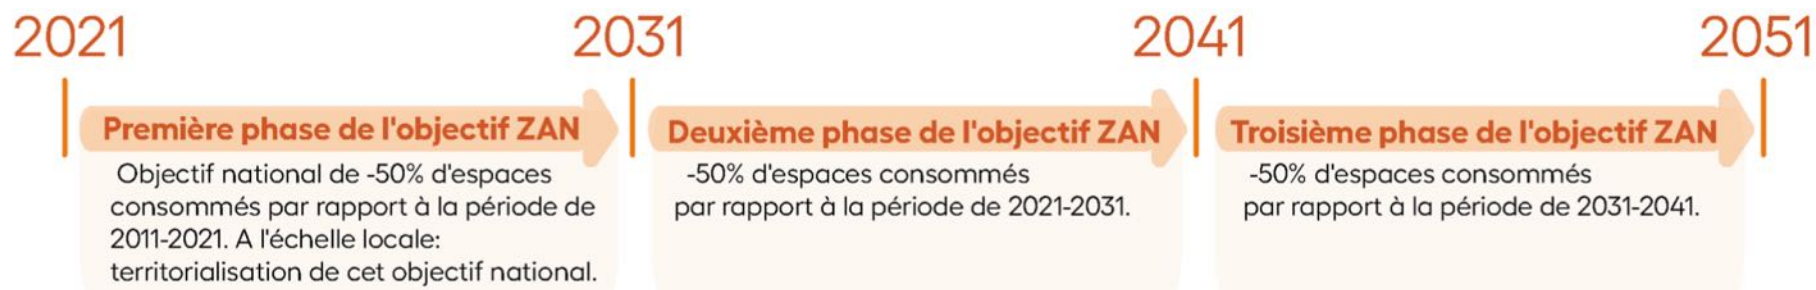 2021
2031
2041
2051
Première phase de l'objectif ZAN
Objectif national de -50% d'espaces
consommés par rapport à la période de
2011-2021. A l'échelle locale:
territorialisation de cet objectif national.
Deuxième phase de l'objectif ZAN
-50% d'espaces consommés
par rapport à la période de 2021-2031.
Troisième phase de l'objectif ZAN
-50% d'espaces consommés
par rapport à la période de 2031-2041.